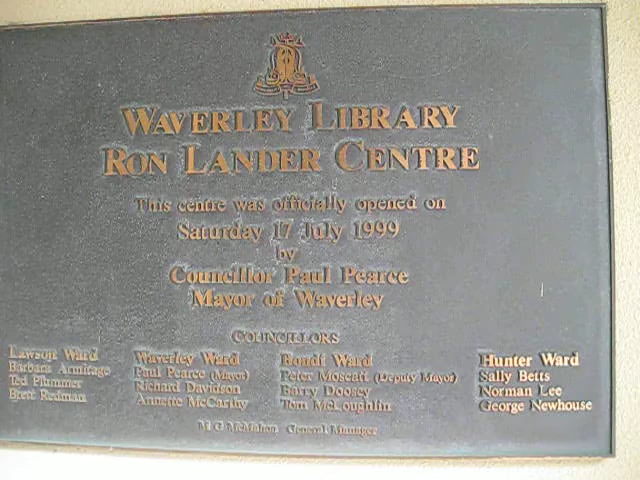 WAVERLEY LIBRARY
RON LANDER CENTRE
This centre was officially opened on
Saturday 17 July 1999
by
Councillor Paul Pearce
Mayor of Waverley
COUNCILLORS
Lawson Ward
Barbara Armitage
Ted Plummer
Brett Redman
Waverley Ward
Paul Pearce (Mayor)
Richard Davidson
Annette McCarthy
Bondi Ward
Peter Moscatt (Deputy Mayor)
Barry Doosey
Tom McLoughlin
Hunter Ward
Sally Betts
Norman Lee
George Newhouse
M G McMahon General Manager